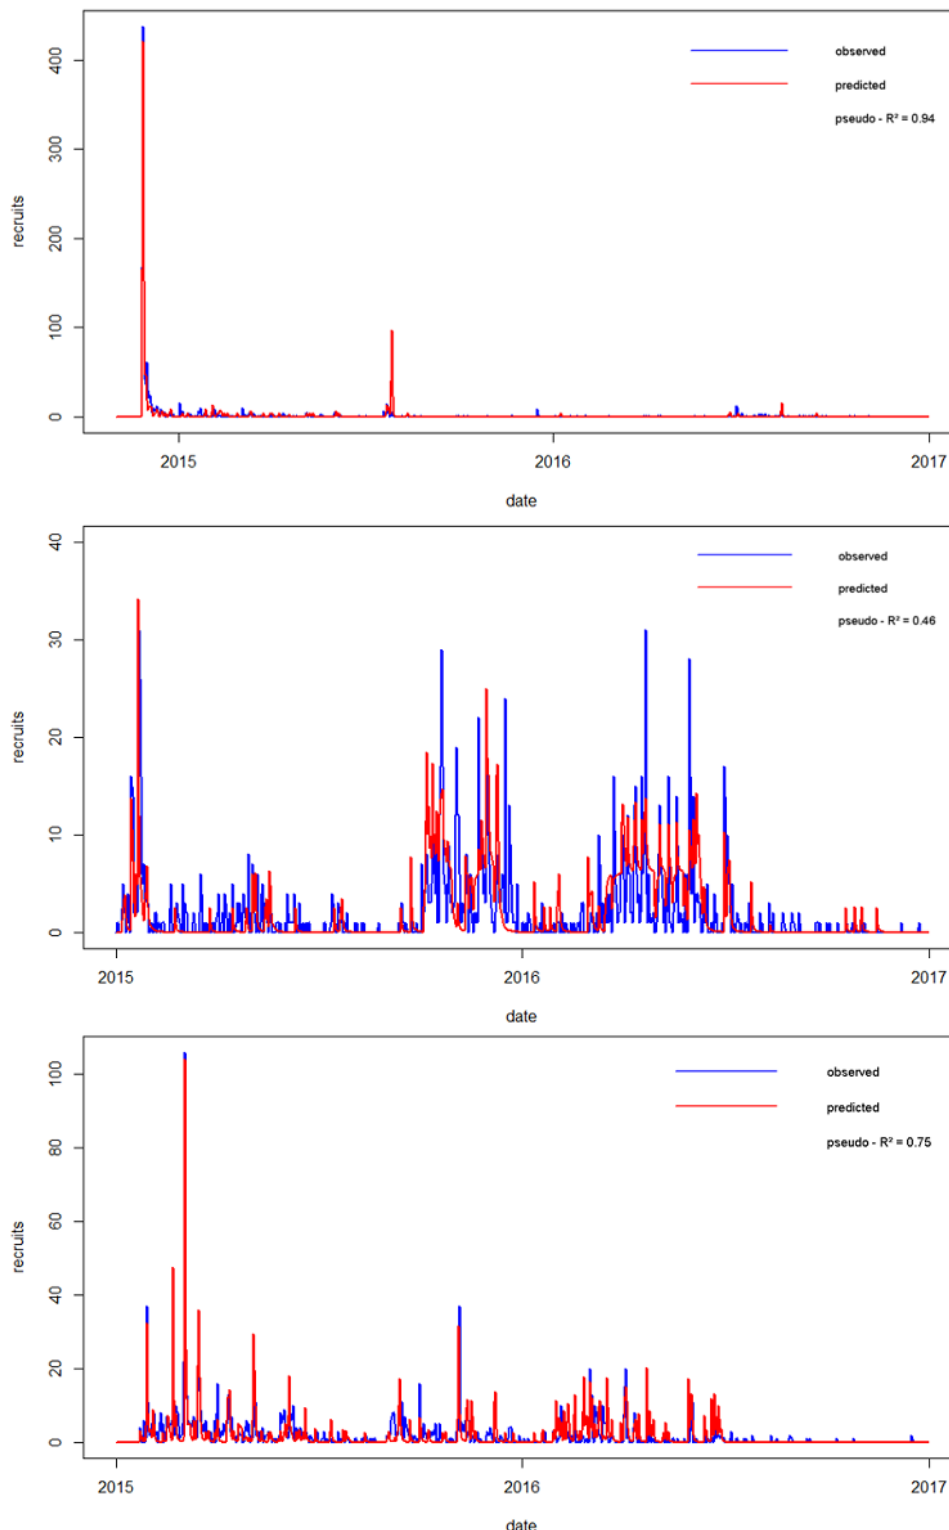 observed
predicted
pseudo - R² = 0.94
400
300
200
100
0
recruits
2015 2016 2017
date
observed
predicted
pseudo - R² = 0.46
40
30
20
10
0
recruits
2015 2016 2017
date
observed
predicted
pseudo - R² = 0.75
100
80
60
40
20
0
recruits
2015 2016 2017
date